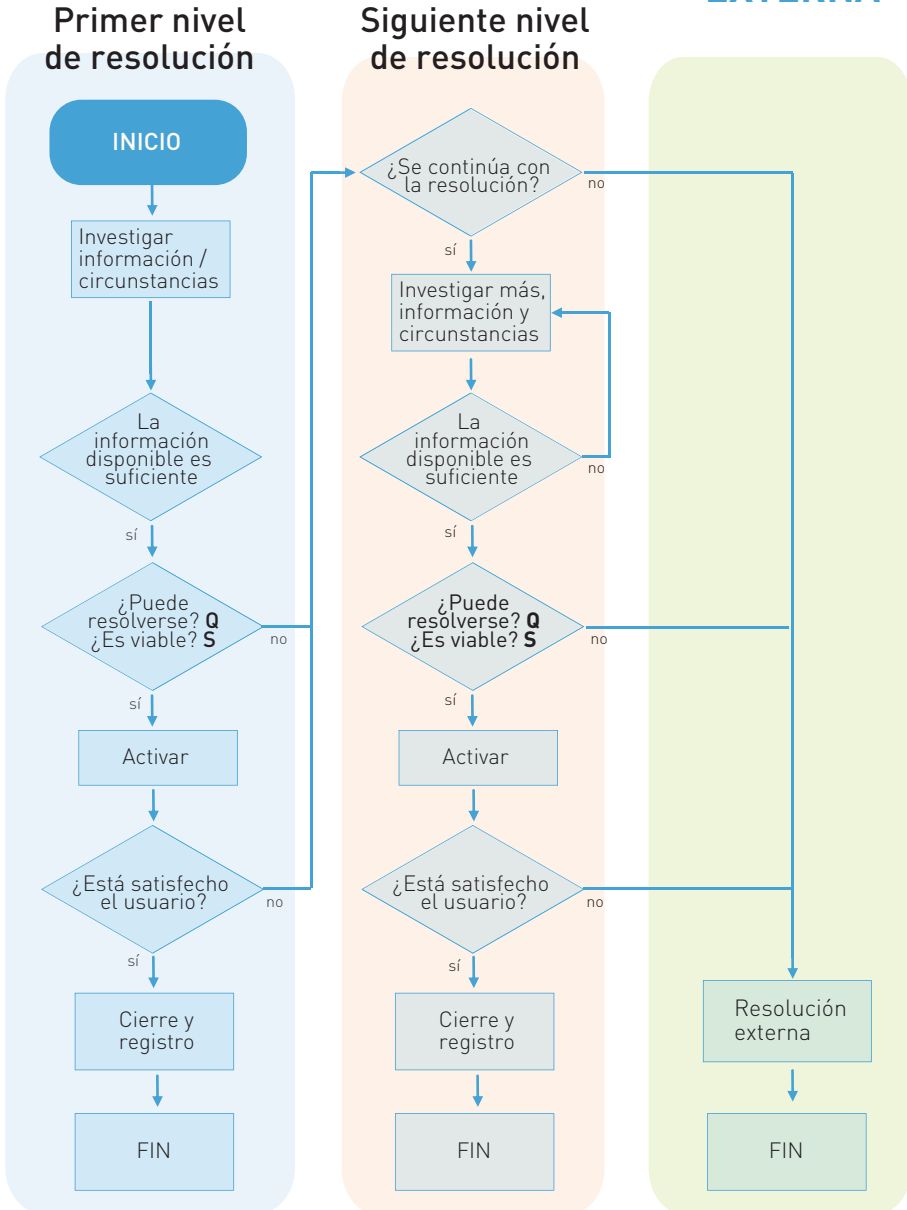 Primer nivel
de resolución
INICIO
Investigar
información /
circunstancias
La
información
disponible es
suficiente
sí
¿Puede
resolverse? Q
¿Es viable? S
no
sí
Activar
¿Está satisfecho
el usuario?
no
sí
Cierre y
registro
FIN
Siguiente nivel
de resolución
¿Se continúa con
la resolución?
no
sí
Investigar más,
información y
circunstancias
La
información
disponible es
suficiente
no
sí
¿Puede
resolverse? Q
¿Es viable? S
no
sí
Activar
¿Está satisfecho
el usuario?
no
sí
Cierre y
registro
FIN
EXTERNA
Resolución
externa
FIN